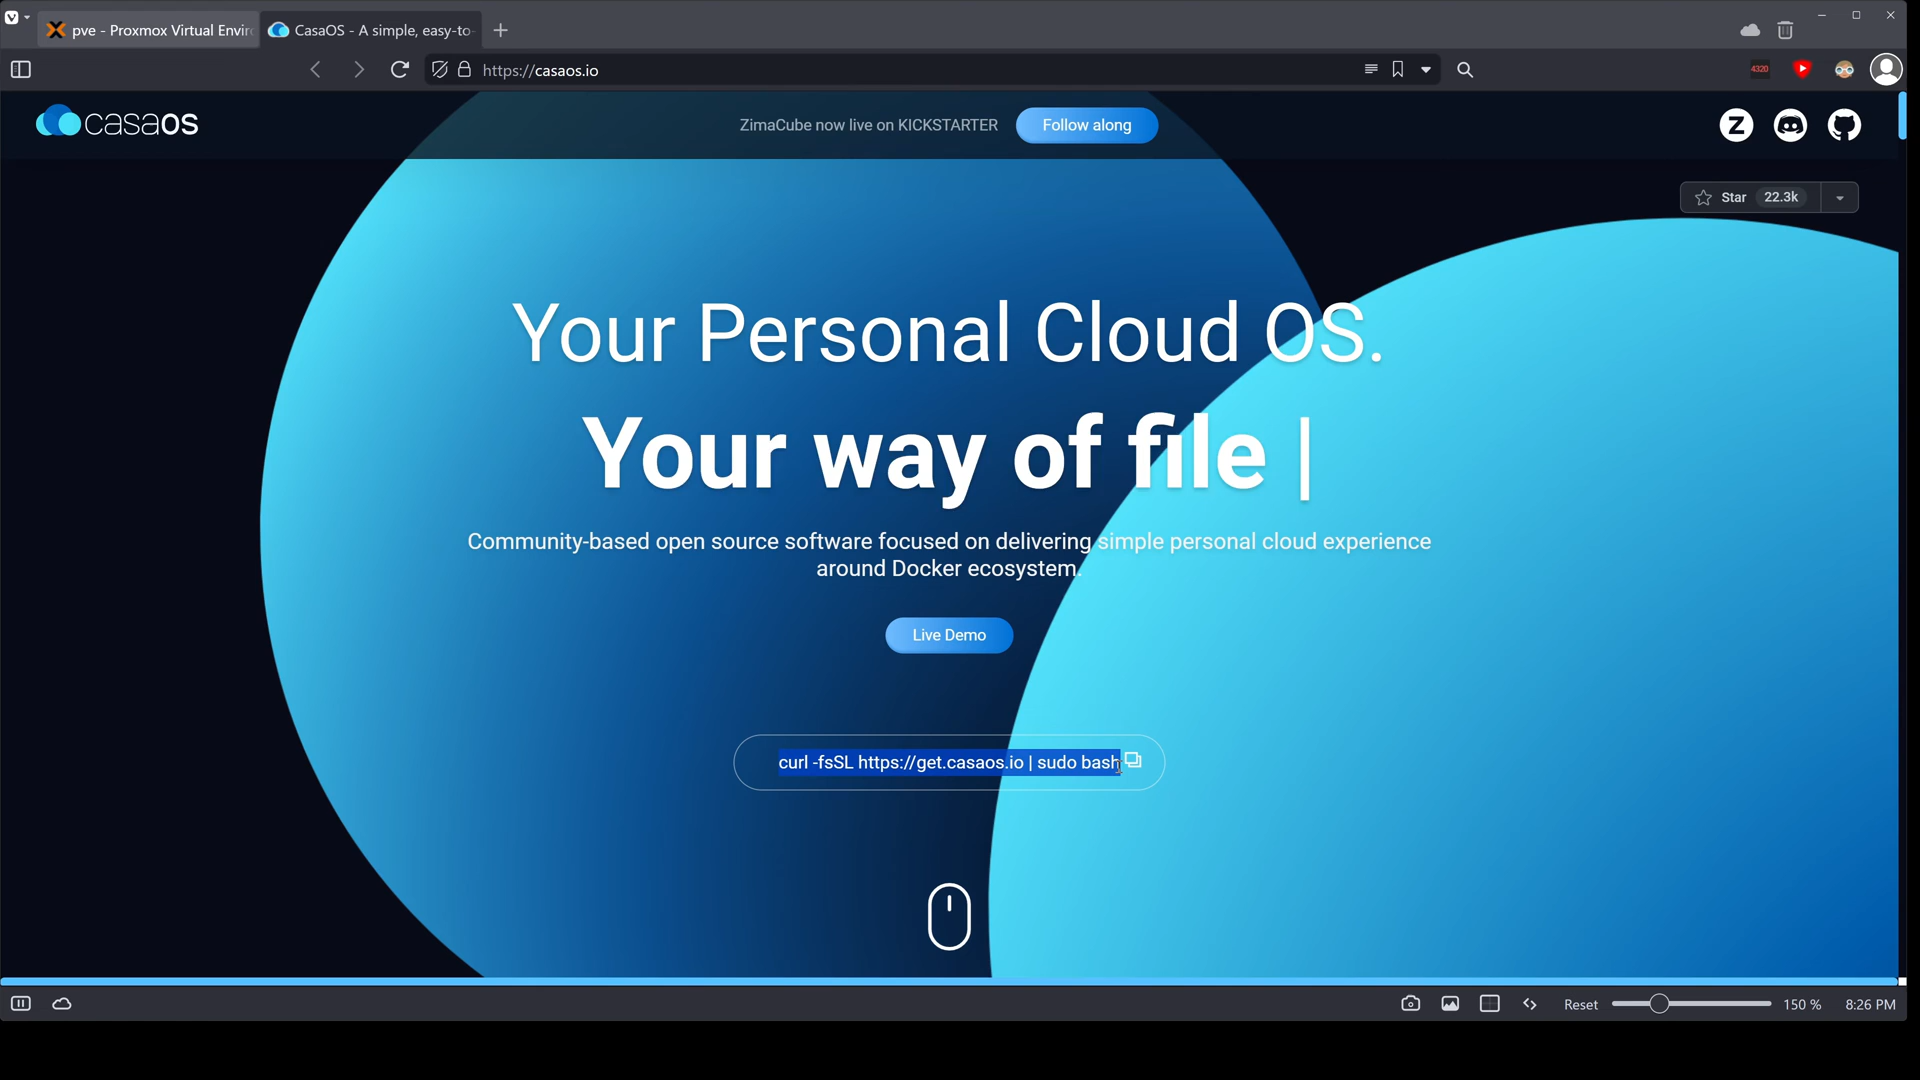 pve - Proxmox Virtual Envir
CasaOS - A simple, easy-to-
https://casaos.io
4320
casaOS
ZimaCube now live on KICKSTARTER
Follow along
Z
Star 22.3k
Your Personal Cloud OS.
Your way of file |
Community-based open source software focused on delivering simple personal cloud experience
around Docker ecosystem.
Live Demo
curl -fsSL https://get.casaos.io | sudo bash
Reset
150 %
8:26 PM